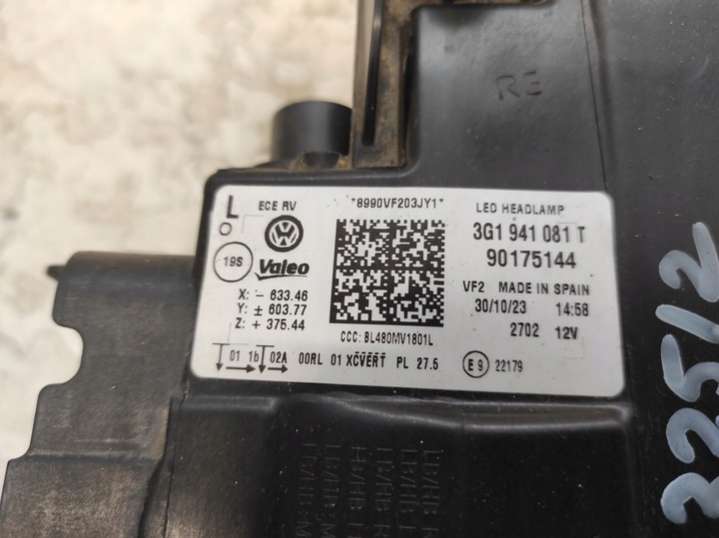 RE
L
O
ECE RV
19S
Valeo
*8990VF203JY1*
LED HEADLAMP
3G1 941 081 T
90175144
VF2 MADE IN SPAIN
30/10/23 14:58
2702 12V
X: - 633.46
Y: ± 603.77
Z: + 375.44
CCC: 8L480MV1801L
01 1b 02A 00RL 01 XCVERT PL 27.5
E9 22179
32512